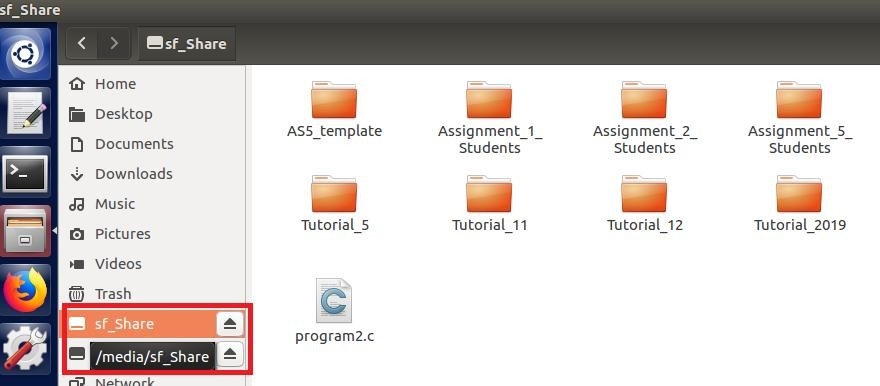 sf_Share
sf_Share
Home
Desktop
Documents
Downloads
Music
Pictures
Videos
Trash
sf_Share
/media/sf_Share
Network
AS5_template
Assignment_1_
Students
Assignment_2_
Students
Assignment_5_
Students
Tutorial_5
Tutorial_11
Tutorial_12
Tutorial_2019
C
program2.c